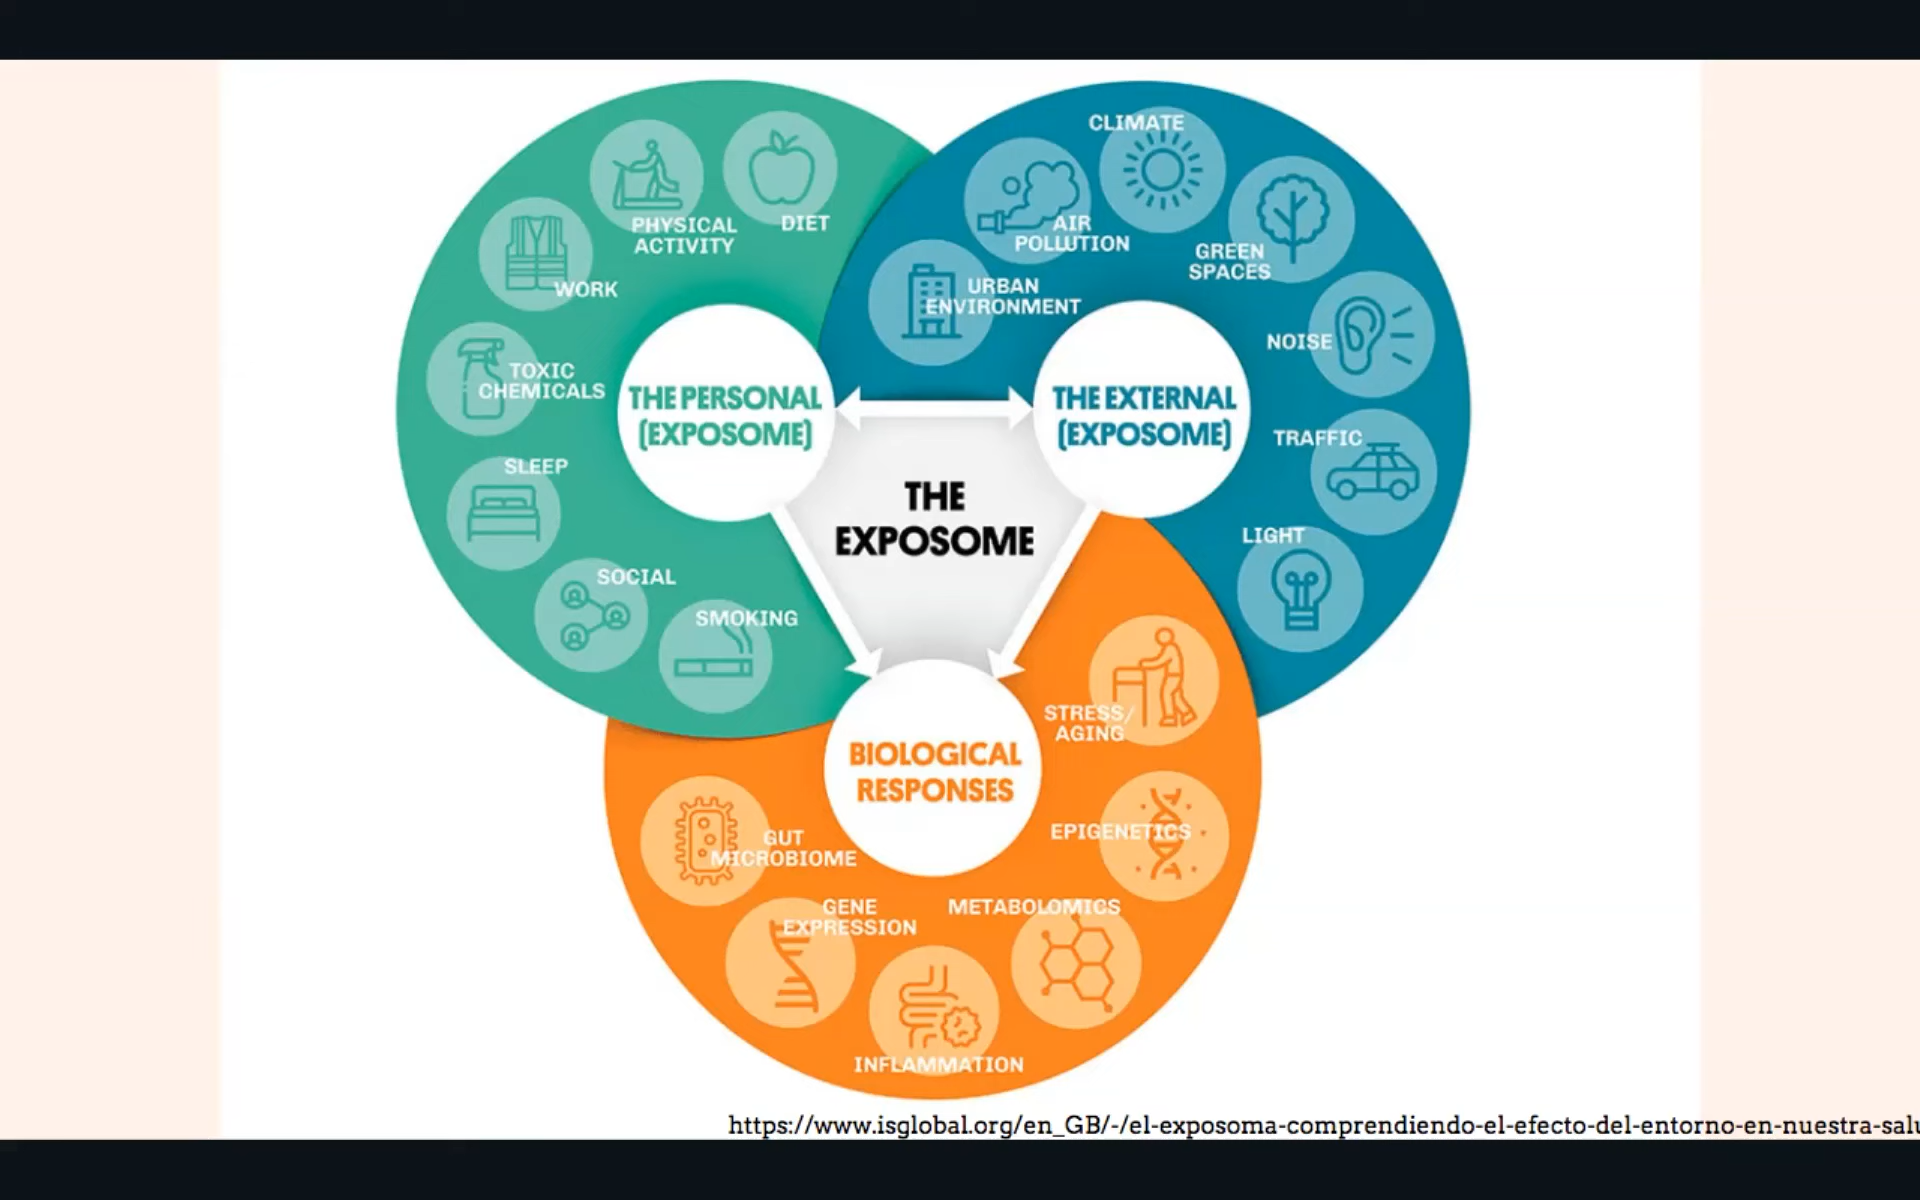 PHYSICAL
ACTIVITY
DIET
WORK
TOXIC
CHEMICALS
SLEEP
SOCIAL
SMOKING
THE PERSONAL
(EXPOSOME)
CLIMATE
AIR
POLLUTION
URBAN
ENVIRONMENT
GREEN
SPACES
NOISE
TRAFFIC
LIGHT
THE EXTERNAL
(EXPOSOME)
THE
EXPOSOME
BIOLOGICAL
RESPONSES
STRESS/
AGING
EPIGENETICS
METABOLOMICS
INFLAMMATION
GENE
EXPRESSION
GUT
MICROBIOME
https://www.isglobal.org/en_GB/-/el-exposoma-comprendiendo-el-efecto-del-entorno-en-nuestra-salu